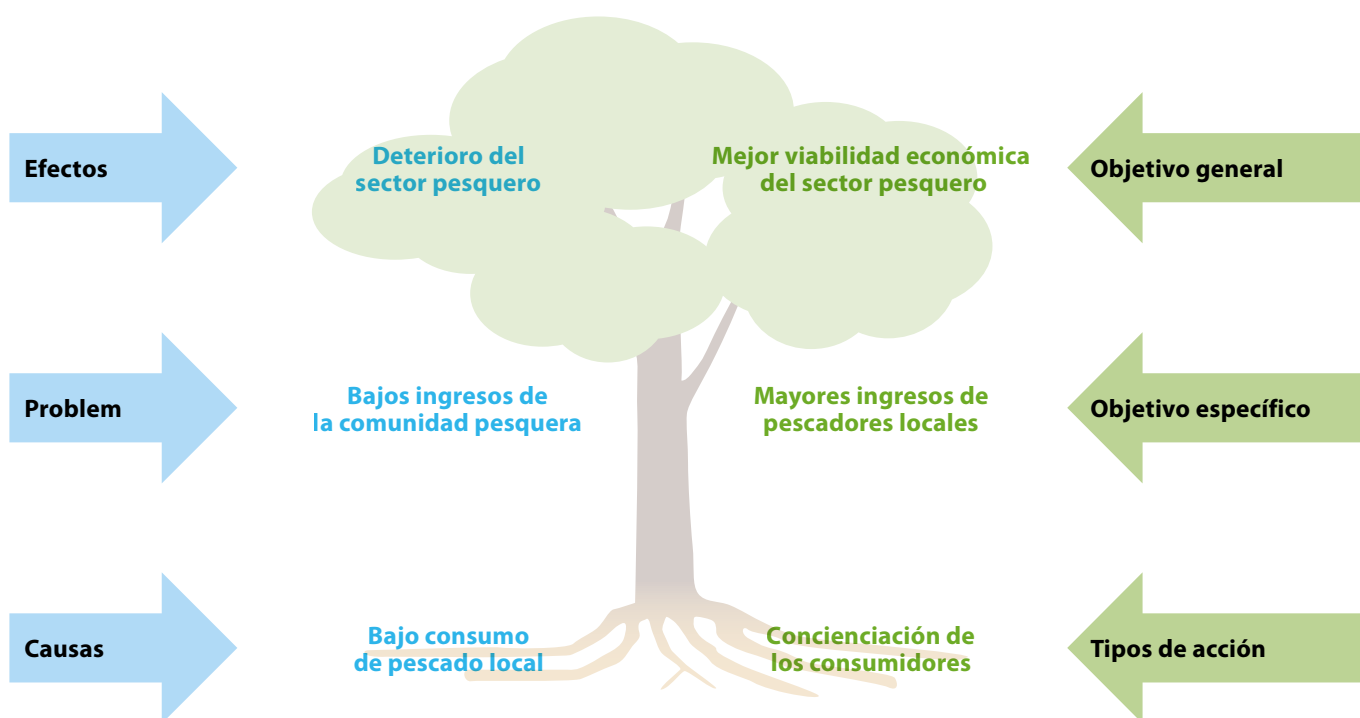 Efectos
Deterioro del
sector pesquero
Mejor viabilidad económica
del sector pesquero
Objetivo general
Problem
Bajos ingresos de
la comunidad pesquera
Mayores ingresos de
pescadores locales
Objetivo específico
Causas
Bajo consumo
de pescado local
Concienciación de
los consumidores
Tipos de acción